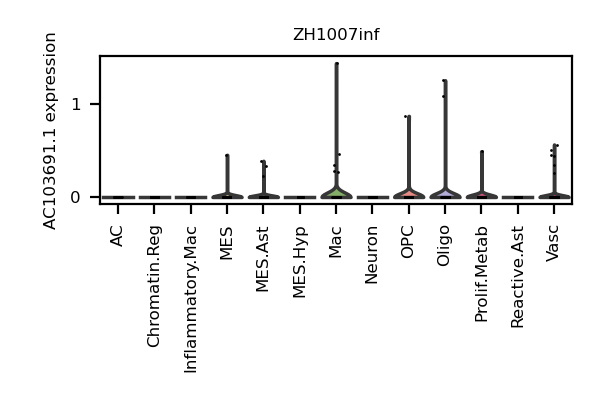 ZH1007inf
AC103691.1 expression
1
0
AC
Chromatin.Reg
Inflammatory.Mac
MES
MES.Ast
MES.Hyp
Mac
Neuron
OPC
Oligo
Prolif.Metab
Reactive.Ast
Vasc